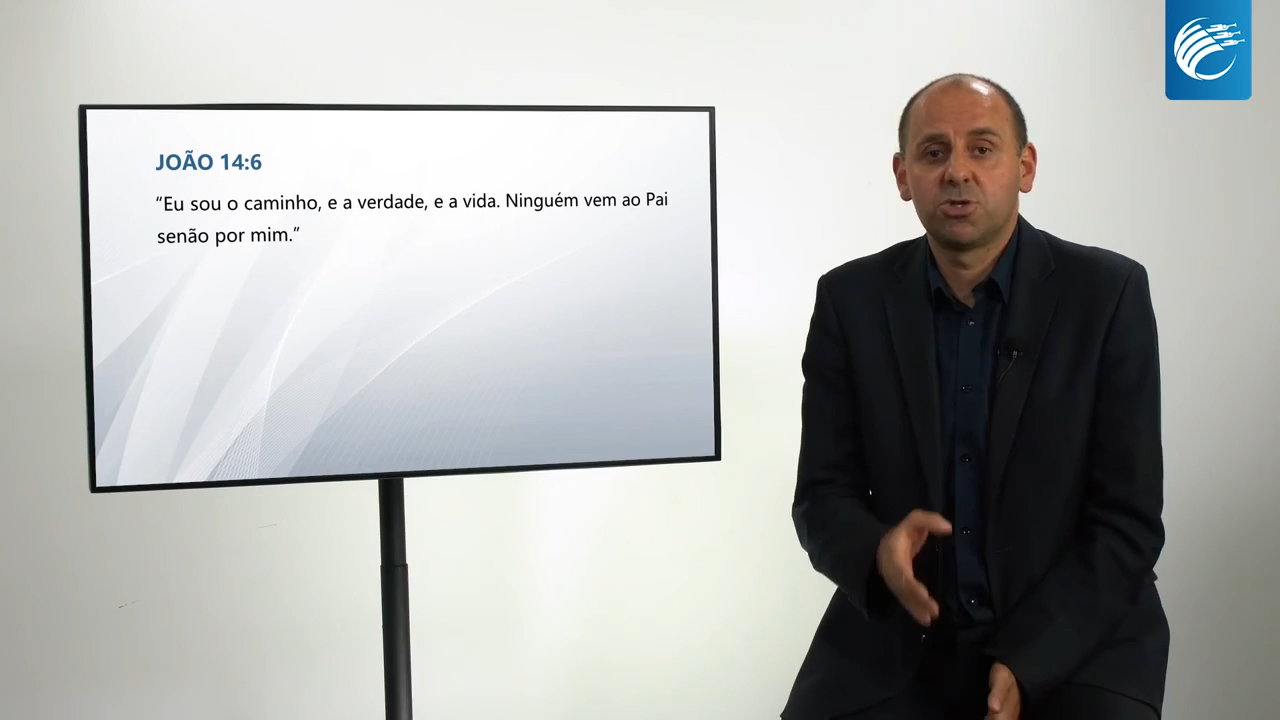 JOÃO 14:6
“Eu sou o caminho, e a verdade, e a vida. Ninguém vem ao Pai
senão por mim.”